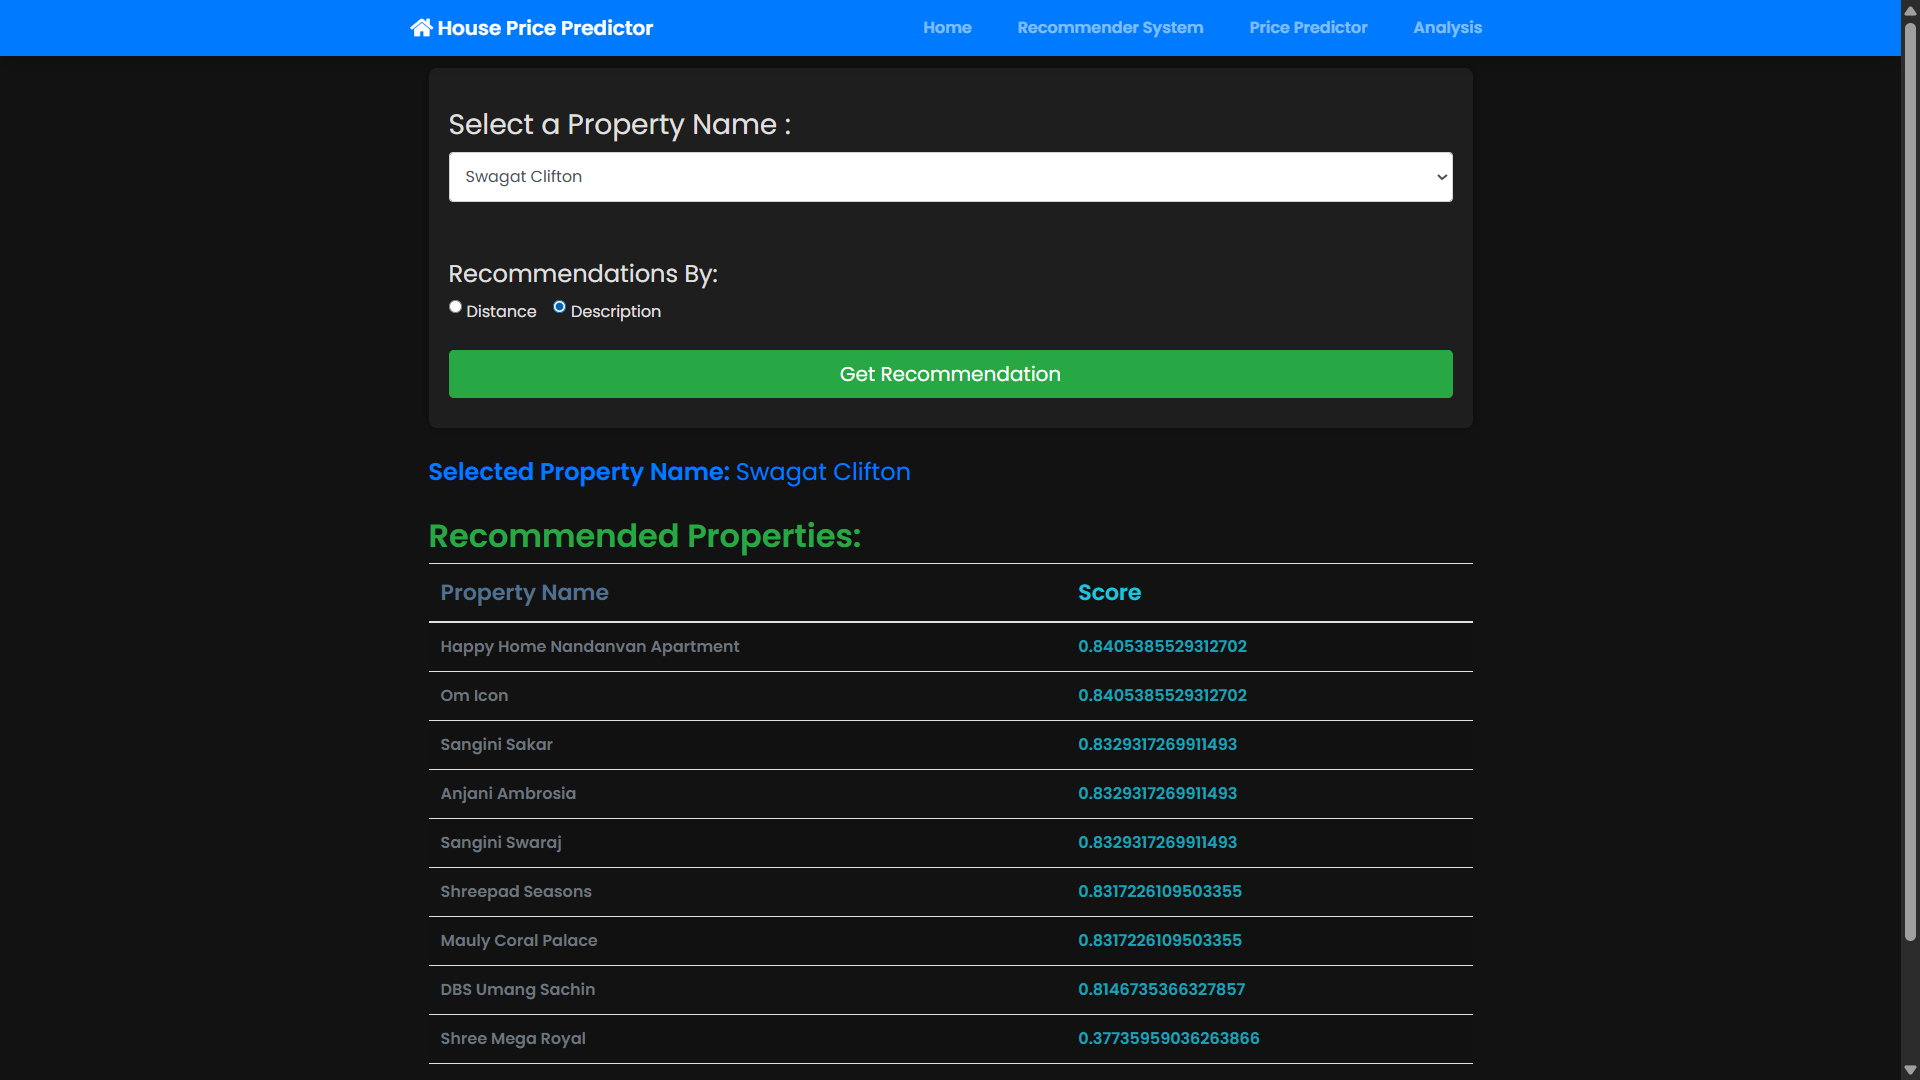 House Price Predictor Home Recommender System Price Predictor Analysis
Select a Property Name :
Swagat Clifton
Recommendations By:
Distance Description
Get Recommendation
Selected Property Name: Swagat Clifton
Recommended Properties:
Property Name Score
Happy Home Nandanvan Apartment 0.8405385529312702
Om Icon 0.8405385529312702
Sangini Sakar 0.8329317269911493
Anjani Ambrosia 0.8329317269911493
Sangini Swaraj 0.8329317269911493
Shreepad Seasons 0.8317226109503355
Mauly Coral Palace 0.8317226109503355
DBS Umang Sachin 0.8146735366327857
Shree Mega Royal 0.37735959036263866